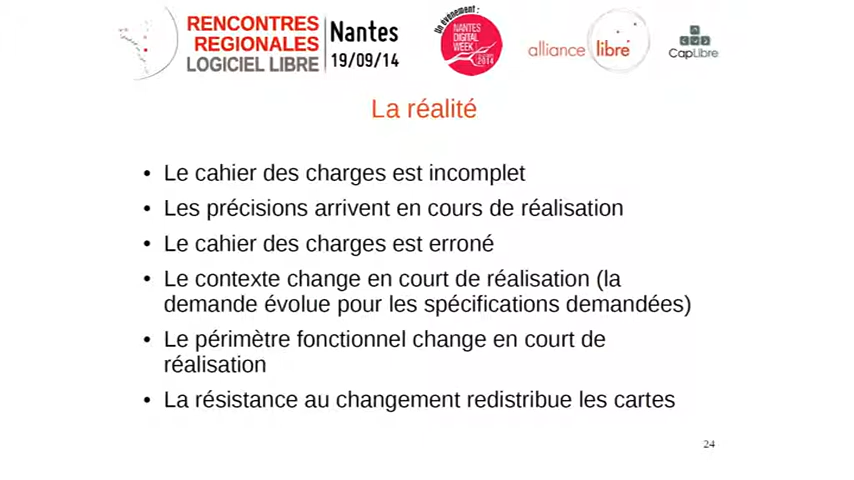 RENCONTRES
REGIONALES
LOGICIEL LIBRE
Nantes
19/09/14
Un événement :
NANTES
DIGITAL
WEEK
2014
alliance libre
CapLibre
La réalité
• Le cahier des charges est incomplet
• Les précisions arrivent en cours de réalisation
• Le cahier des charges est erroné
• Le contexte change en court de réalisation (la
demande évolue pour les spécifications demandées)
• Le périmètre fonctionnel change en court de
réalisation
• La résistance au changement redistribue les cartes
24